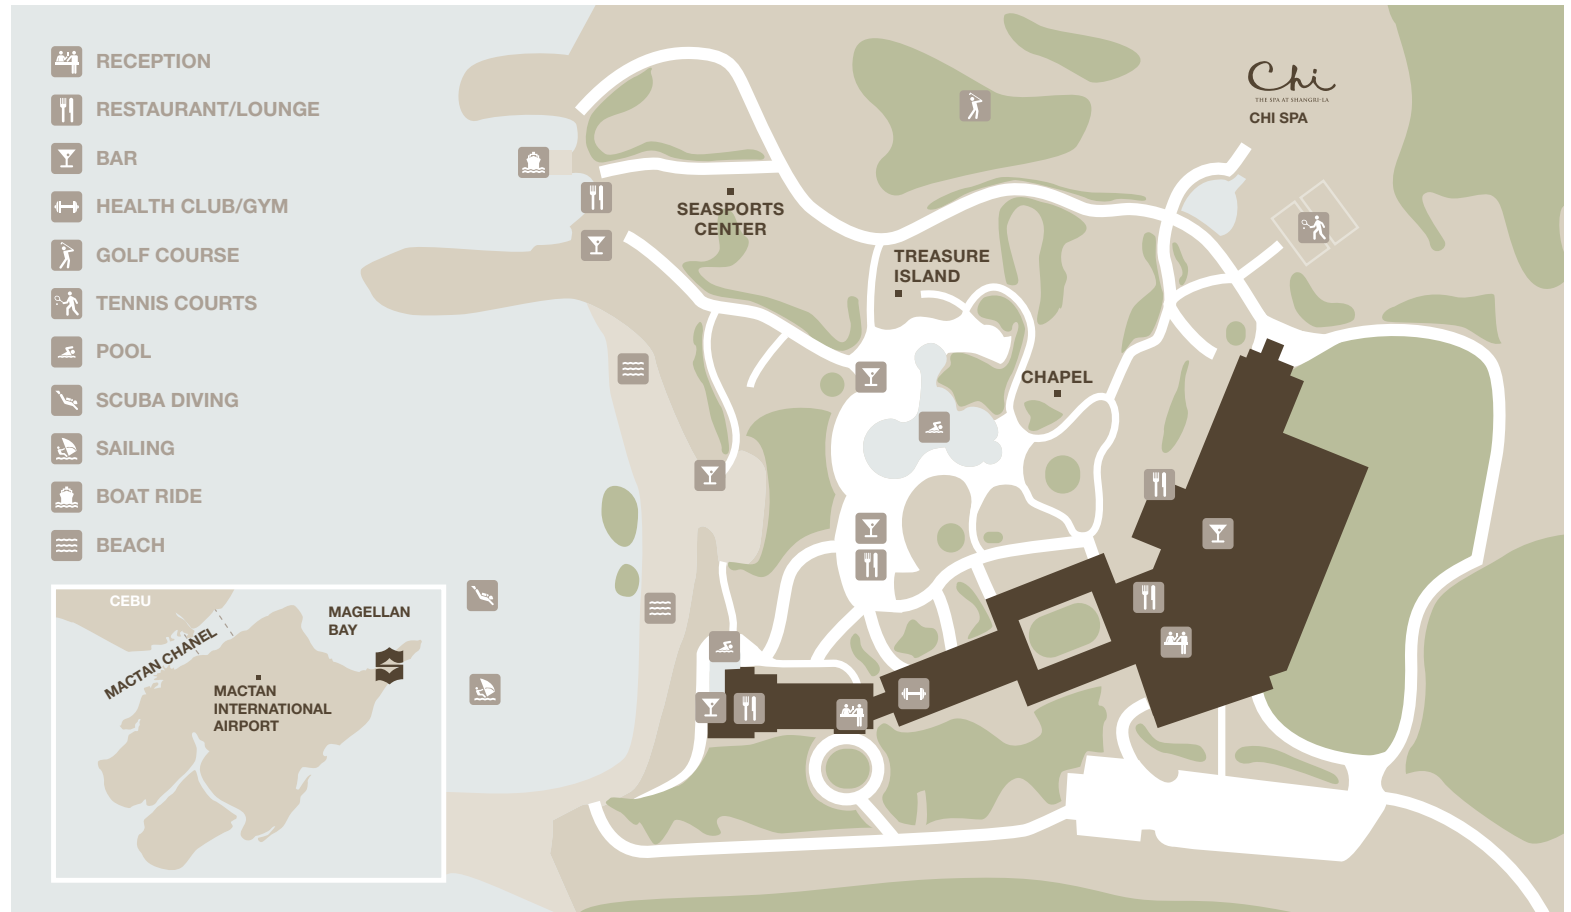 RECEPTION
RESTAURANT/LOUNGE
BAR
HEALTH CLUB/GYM
GOLF COURSE
TENNIS COURTS
POOL
SCUBA DIVING
SAILING
BOAT RIDE
BEACH
Chi
THE SPA AT SHANGRI-LA
CHI SPA
SEASPORTS
CENTER
TREASURE
ISLAND
CHAPEL
CEBU
MAGELLAN
BAY
MACTAN CHANEL
MACTAN
INTERNATIONAL
AIRPORT